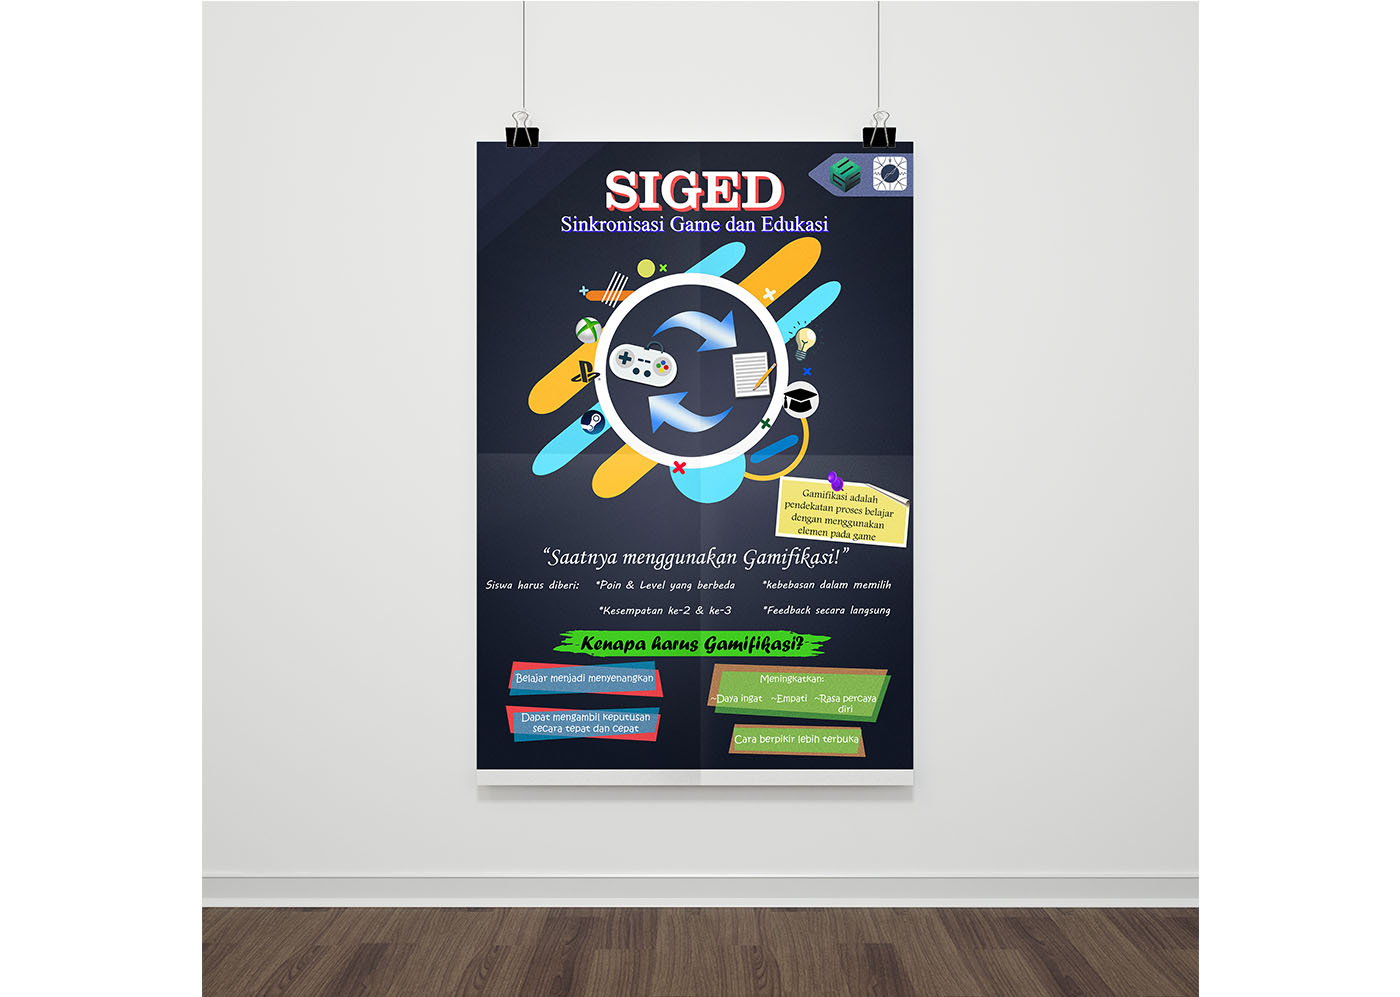 SIGED
Sinkronisasi Game dan Edukasi
Gamifikasi adalah
pendekatan proses belajar
dengan menggunakan
elemen pada game
“Saatnya menggunakan Gamifikasi!”
Siswa harus diberi: *Poin & Level yang berbeda *kebebasan dalam memilih
*Kesempatan ke-2 & ke-3 *Feedback secara langsung
Kenapa harus Gamifikasi?
Belajar menjadi menyenangkan
Dapat mengambil keputusan
secara tepat dan cepat
Meningkatkan:
~Daya ingat ~Empati ~Rasa percaya
diri
Cara berpikir lebih terbuka